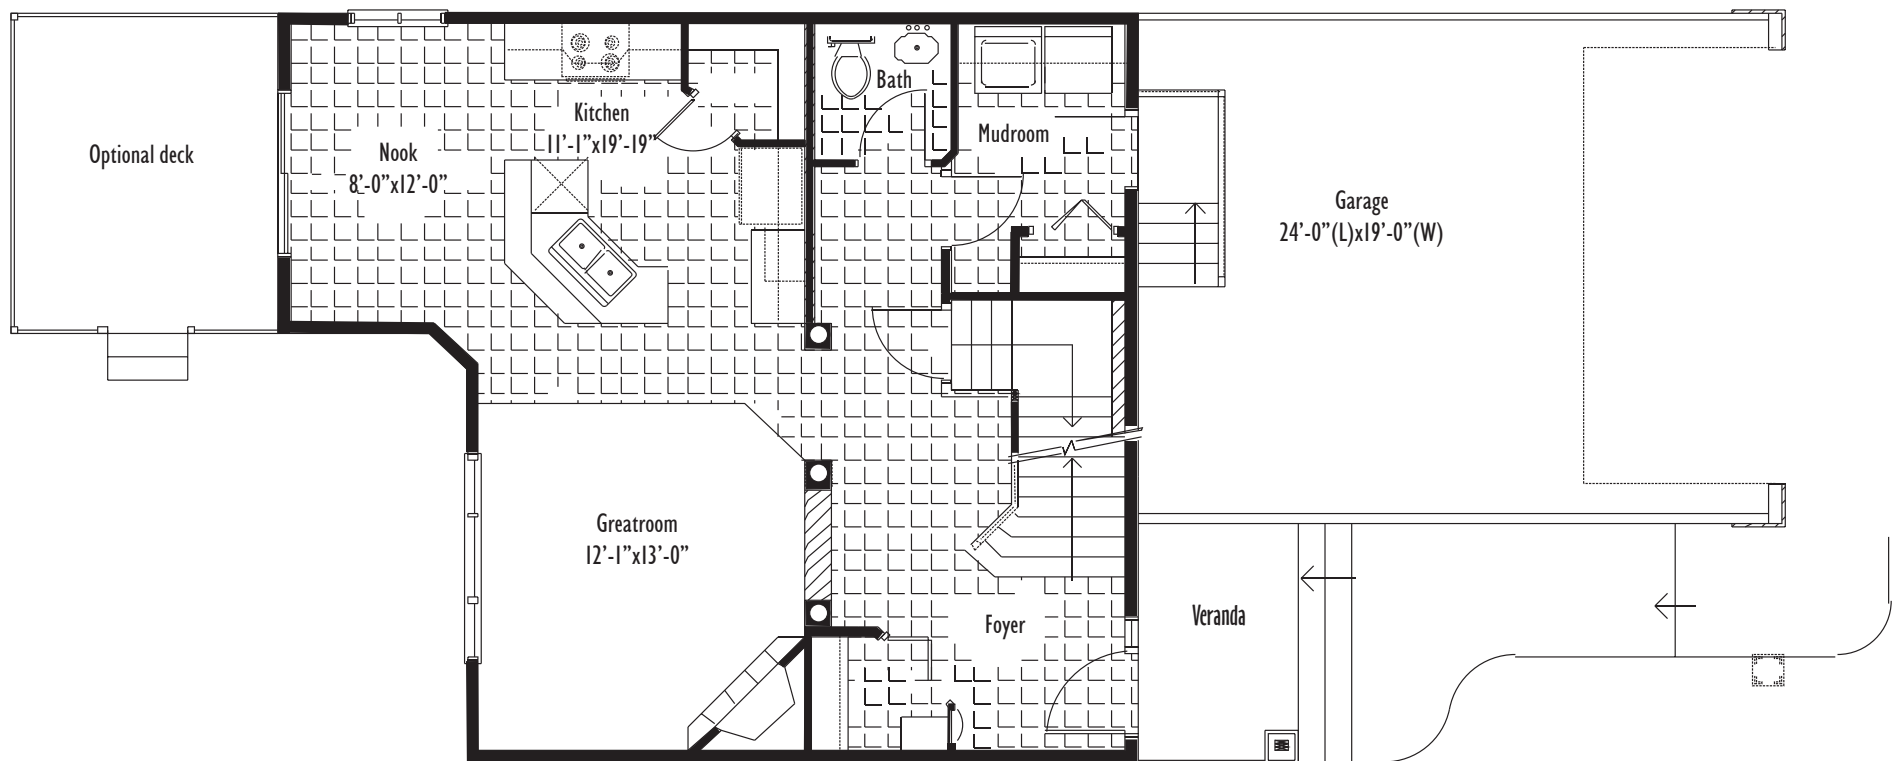 Optional deck
Nook
8'-0"x12'-0"
Kitchen
11'-1"x19'-19"
Bath
Mudroom
Garage
24'-0"(L)x19'-0"(W)
Greatroom
12'-1"x13'-0"
Foyer
Veranda